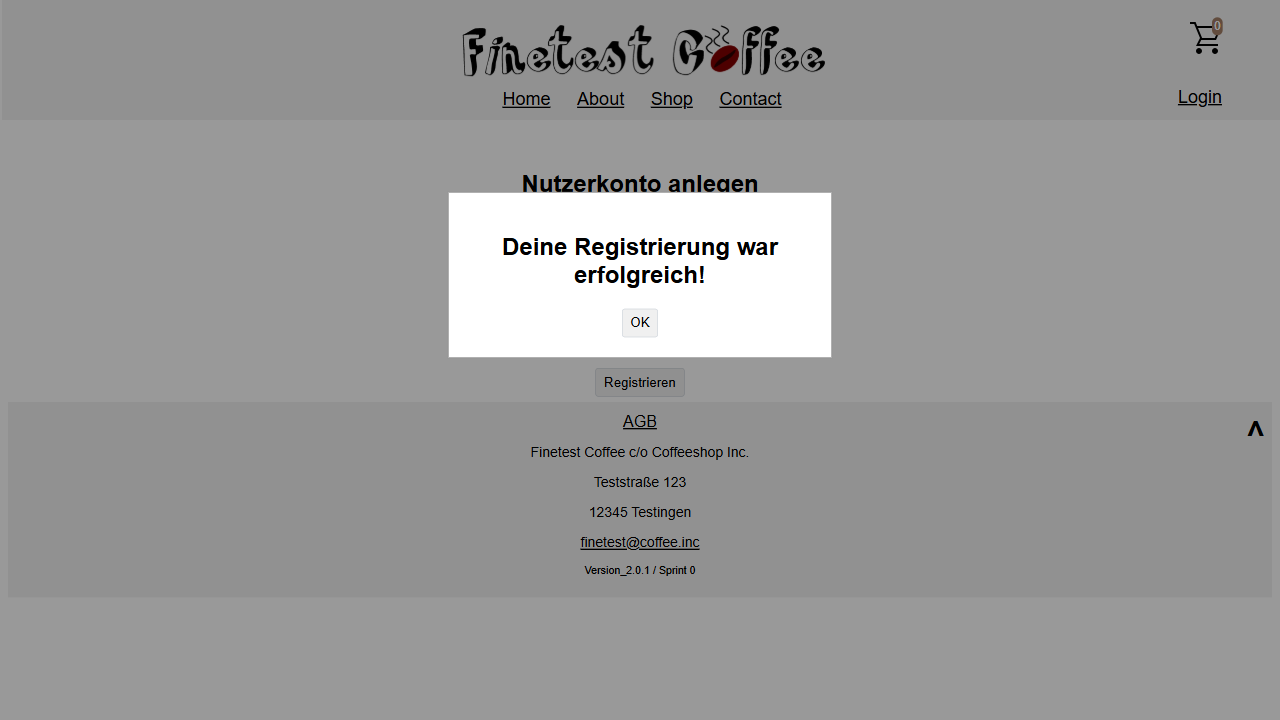 Finetest Coffee
0
Home About Shop Contact
Login
Nutzerkonto anlegen
Deine Registrierung war
erfolgreich!
OK
Registrieren
AGB
^
Finetest Coffee c/o Coffeeshop Inc.
Teststraße 123
12345 Testingen
finetest@coffee.inc
Version_2.0.1 / Sprint 0